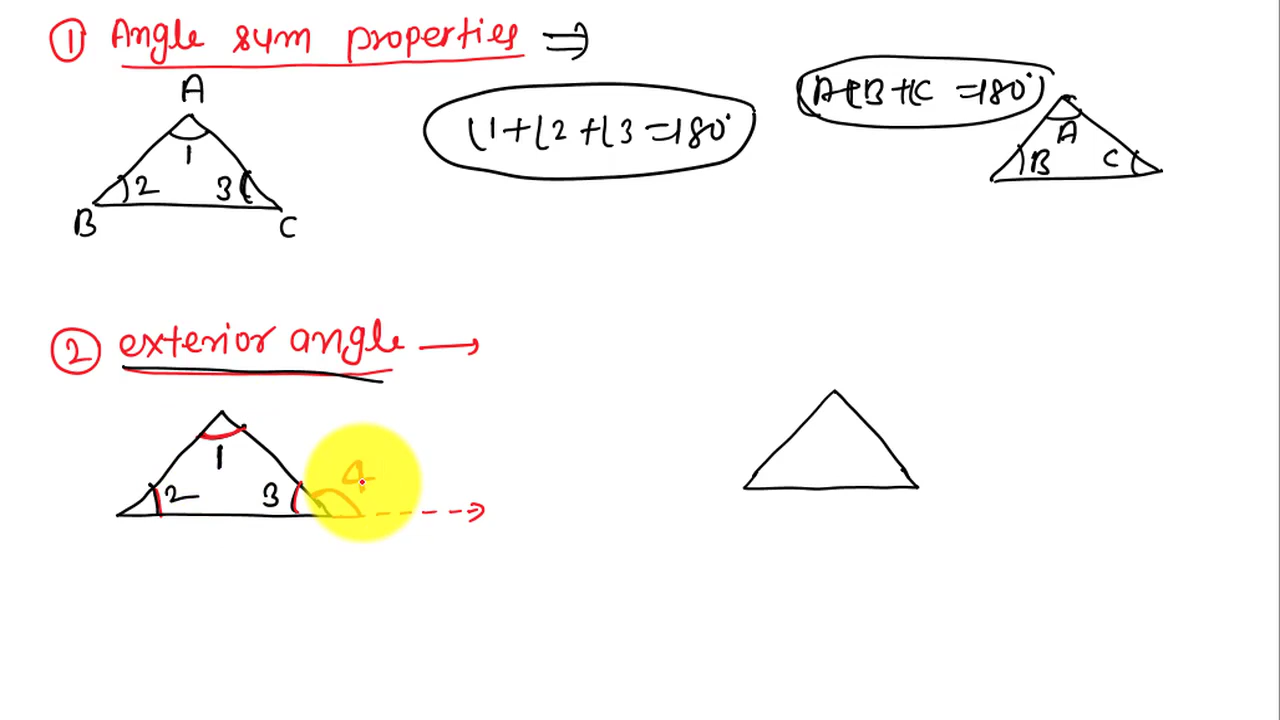 ① Angle sum properties ⇒
A
1
2 3
B C
∠1+∠2+∠3=180°
∠A+∠B+∠C=180°
A
B C
② exterior angle →
1
2 3 4